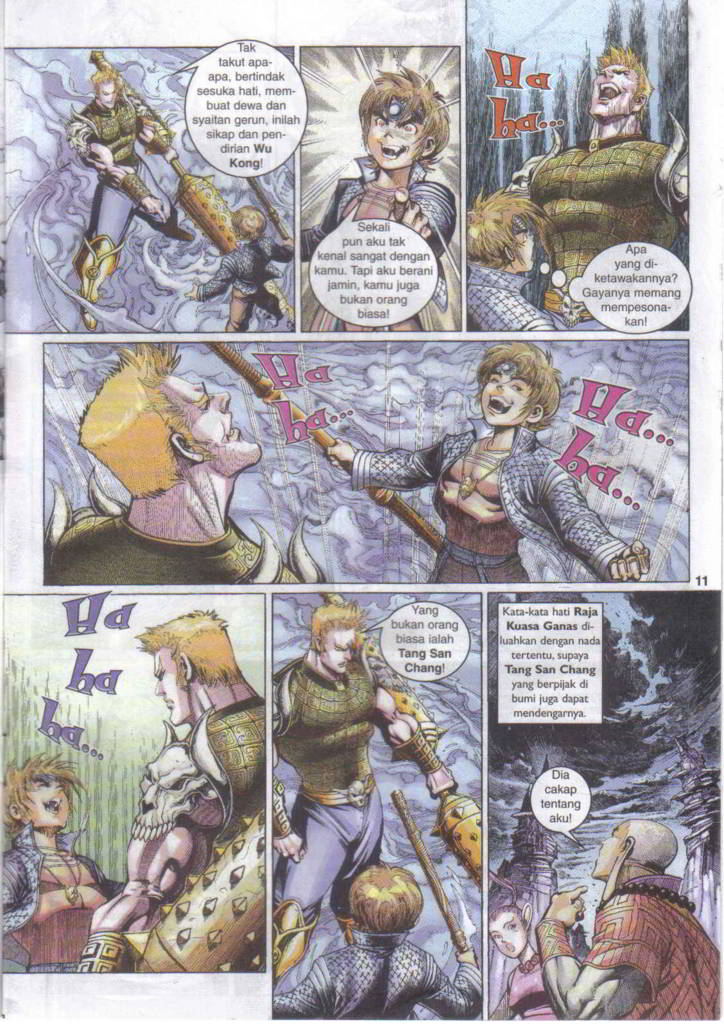 Tak
takut apa-
apa, bertindak
sesuka hati, mem-
buat dewa dan
syaitan gerun, inilah
sikap dan pen-
dirian Wu
Kong!
Sekali
pun aku tak
kenal sangat dengan
kamu. Tapi aku berani
jamin, kamu juga
bukan orang
biasa!
Ha
ha...
Apa
yang di-
ketawakannya?
Gayanya memang
mempesona-
kan!
Ha
ha...
Ha...
ha...
11
Ha
ha
ha...
Yang
bukan orang
biasa ialah
Tang San
Chang!
Kata-kata hati Raja
Kuasa Ganas di-
luahkan dengan nada
tertentu, supaya
Tang San Chang
yang berpijak di
bumi juga dapat
mendengarnya.
Dia
cakap
tentang
aku!